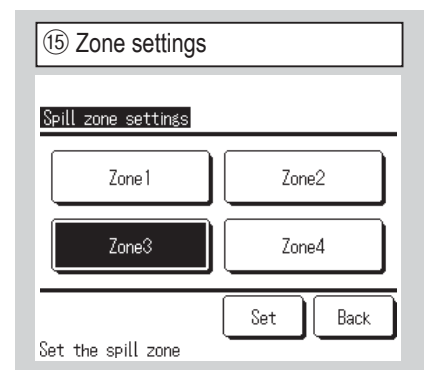 ⑮ Zone settings
Spill zone settings
Zone1 Zone2
Zone3 Zone4
Set Back
Set the spill zone